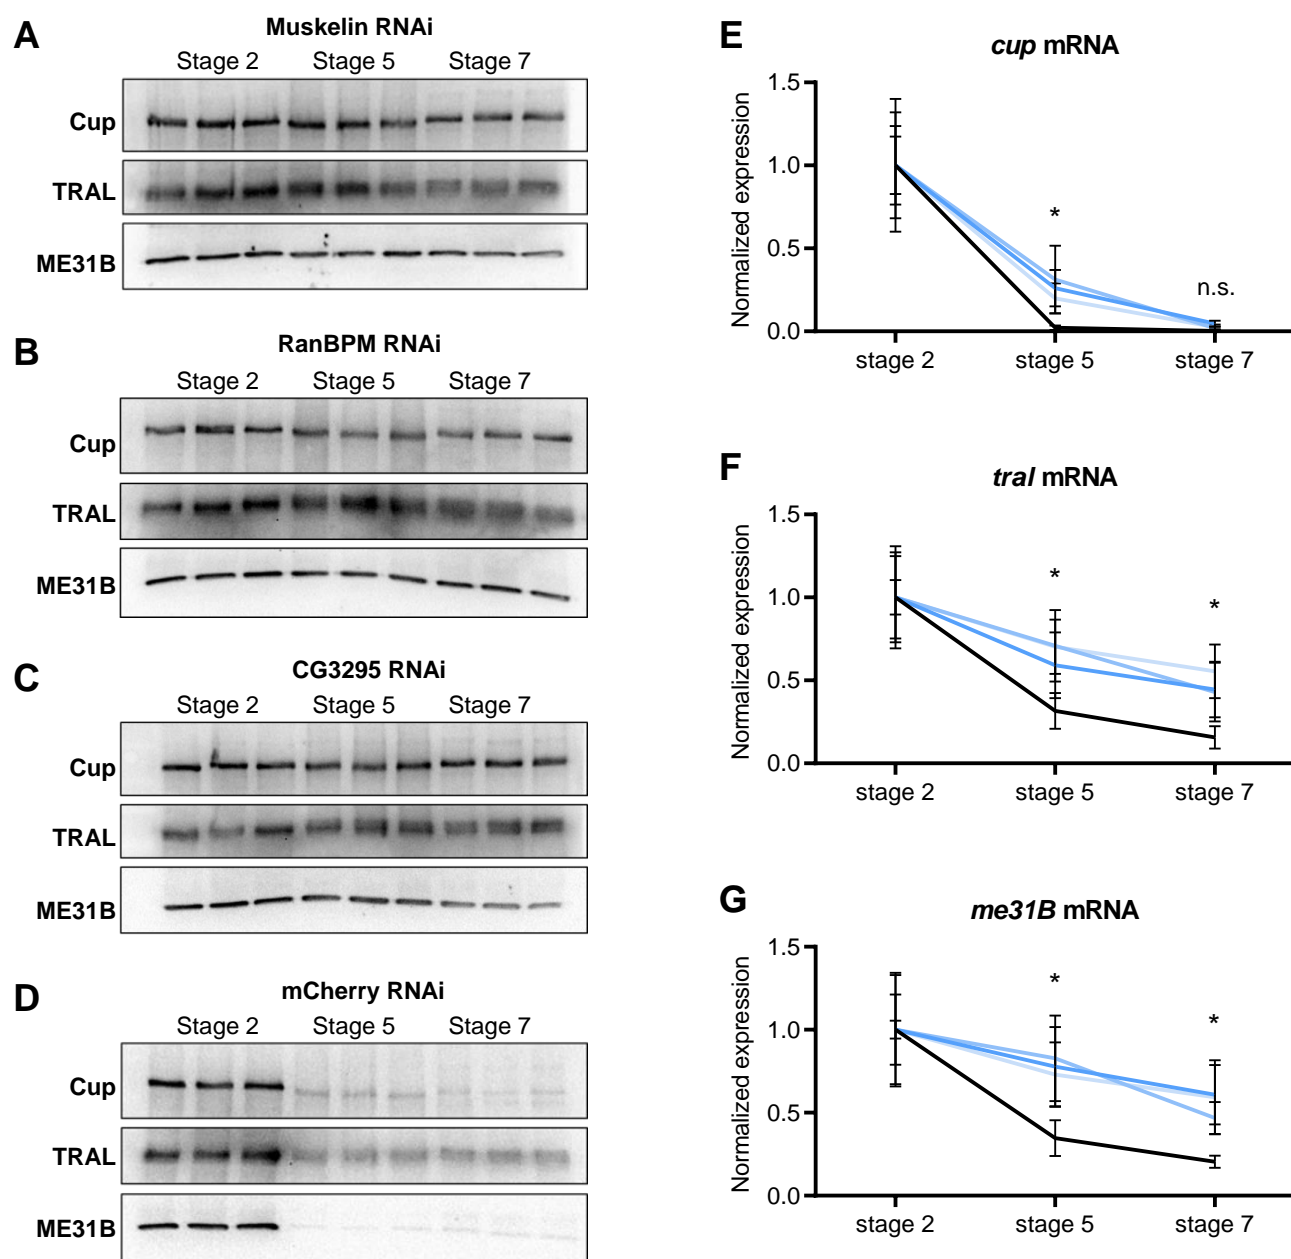 A
Muskelin RNAi
Stage 2 Stage 5 Stage 7
Cup
TRAL
ME31B
B
RanBPM RNAi
Stage 2 Stage 5 Stage 7
Cup
TRAL
ME31B
C
CG3295 RNAi
Stage 2 Stage 5 Stage 7
Cup
TRAL
ME31B
D
mCherry RNAi
Stage 2 Stage 5 Stage 7
Cup
TRAL
ME31B
E
cup mRNA
Normalized expression
1.5
1.0
0.5
0.0
*
n.s.
stage 2 stage 5 stage 7
F
tral mRNA
Normalized expression
1.5
1.0
0.5
0.0
*
*
stage 2 stage 5 stage 7
G
me31B mRNA
Normalized expression
1.5
1.0
0.5
0.0
*
*
stage 2 stage 5 stage 7